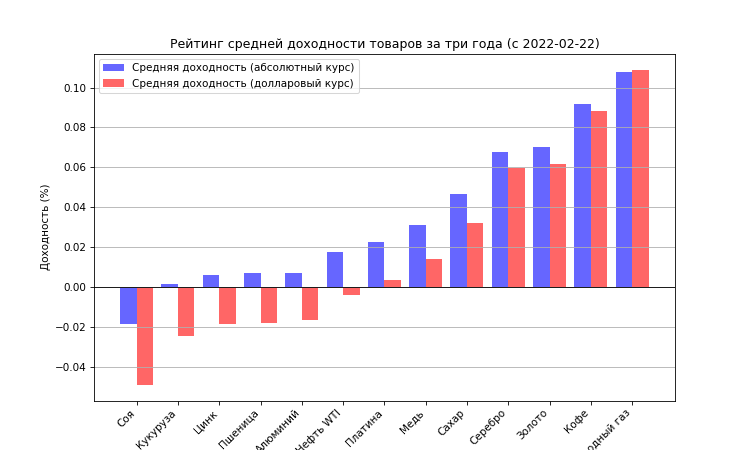 Рейтинг средней доходности товаров за три года (с 2022-02-22)
Средняя доходность (абсолютный курс)
Средняя доходность (долларовый курс)
Доходность (%)
0.10
0.08
0.06
0.04
0.02
0.00
−0.02
−0.04
Соя
Кукуруза
Цинк
Пшеница
Алюминий
Нефть WTI
Платина
Медь
Сахар
Серебро
Золото
Кофе
одный газ